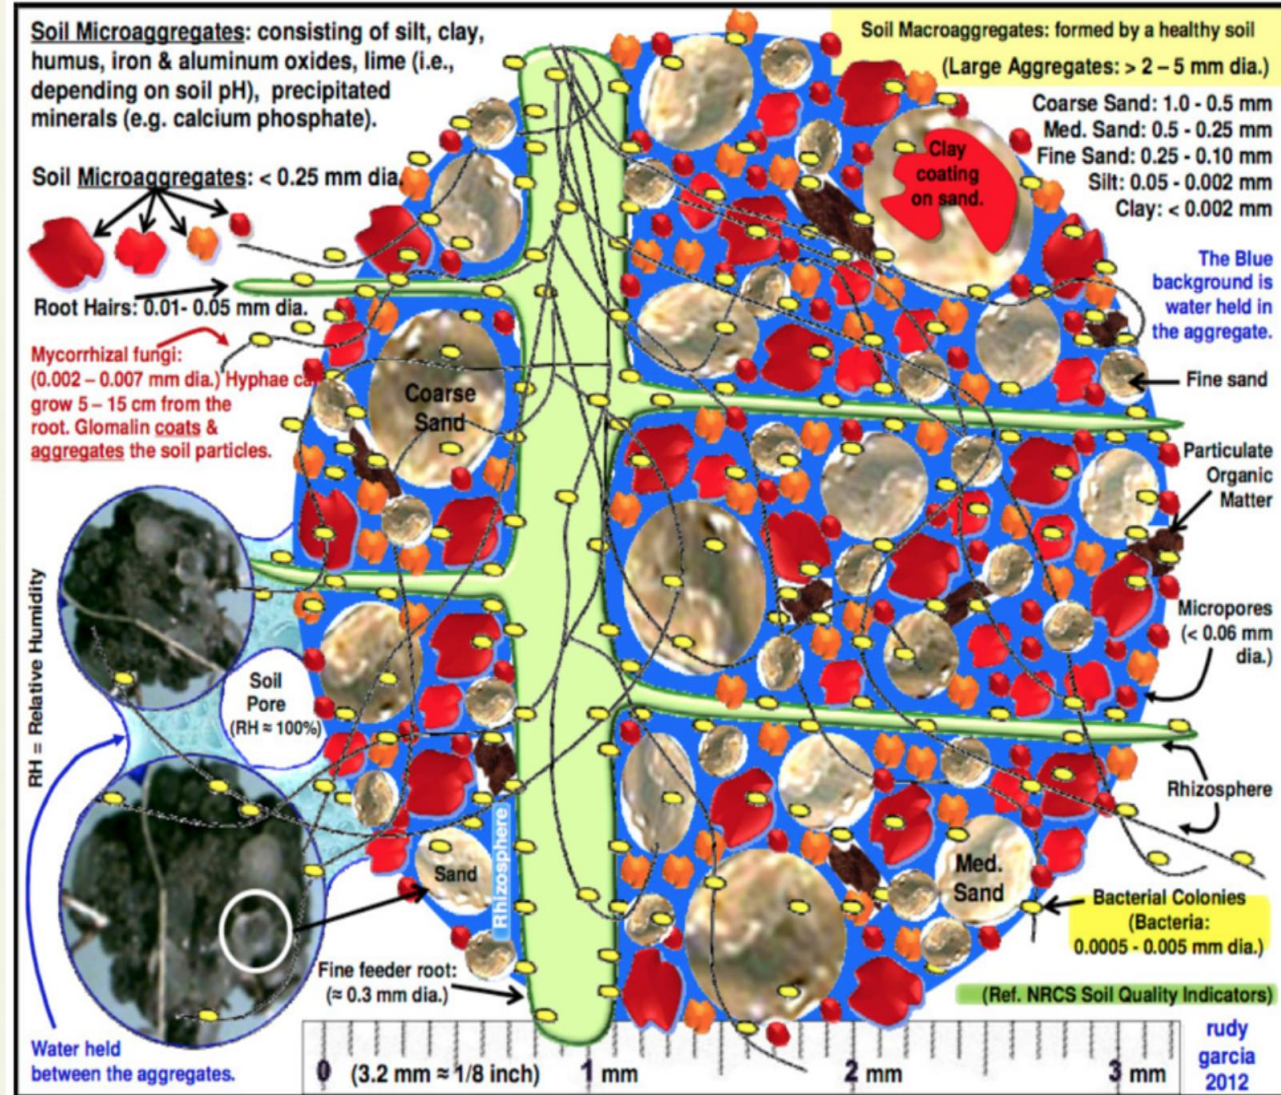 Soil Microaggregates: consisting of silt, clay,
humus, iron & aluminum oxides, lime (i.e.,
depending on soil pH), precipitated
minerals (e.g. calcium phosphate).
Soil Microaggregates: < 0.25 mm dia.
Root Hairs: 0.01- 0.05 mm dia.
Mycorrhizal fungi:
(0.002 – 0.007 mm dia.) Hyphae ca
grow 5 – 15 cm from the
root. Glomalin coats &
aggregates the soil particles.
RH = Relative Humidity
Soil
Pore
(RH ≈ 100%)
Water held
between the aggregates.
Coarse
Sand
Sand
Rhizosphere
Fine feeder root:
(≈ 0.3 mm dia.)
Soil Macroaggregates: formed by a healthy soil
(Large Aggregates: > 2 – 5 mm dia.)
Coarse Sand: 1.0 - 0.5 mm
Med. Sand: 0.5 - 0.25 mm
Fine Sand: 0.25 - 0.10 mm
Silt: 0.05 - 0.002 mm
Clay: < 0.002 mm
Clay
coating
on sand.
The Blue
background is
water held in
the aggregate.
Fine sand
Particulate
Organic
Matter
Micropores
(< 0.06 mm
dia.)
Rhizosphere
Med.
Sand
Bacterial Colonies
(Bacteria:
0.0005 - 0.005 mm dia.)
(Ref. NRCS Soil Quality Indicators)
0 (3.2 mm ≈ 1/8 inch) 1 mm 2 mm 3 mm
rudy
garcia
2012